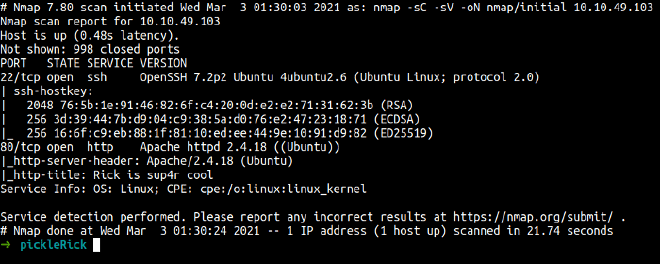 # Nmap 7.80 scan initiated Wed Mar  3 01:30:03 2021 as: nmap -sC -sV -oN nmap/initial 10.10.49.103
Nmap scan report for 10.10.49.103
Host is up (0.48s latency).
Not shown: 998 closed ports
PORT   STATE SERVICE VERSION
22/tcp open  ssh     OpenSSH 7.2p2 Ubuntu 4ubuntu2.6 (Ubuntu Linux; protocol 2.0)
| ssh-hostkey:
|   2048 76:5b:1e:91:46:82:6f:c4:20:0d:e2:e2:71:31:62:3b (RSA)
|   256 3d:39:44:7b:d9:04:c9:38:5a:d0:76:e2:47:23:18:71 (ECDSA)
|_  256 16:6f:c9:eb:88:1f:81:10:ed:ee:44:9e:10:91:d9:82 (ED25519)
80/tcp open  http    Apache httpd 2.4.18 ((Ubuntu))
|_http-server-header: Apache/2.4.18 (Ubuntu)
|_http-title: Rick is sup4r cool
Service Info: OS: Linux; CPE: cpe:/o:linux:linux_kernel

Service detection performed. Please report any incorrect results at https://nmap.org/submit/ .
# Nmap done at Wed Mar  3 01:30:24 2021 -- 1 IP address (1 host up) scanned in 21.74 seconds
→ pickleRick